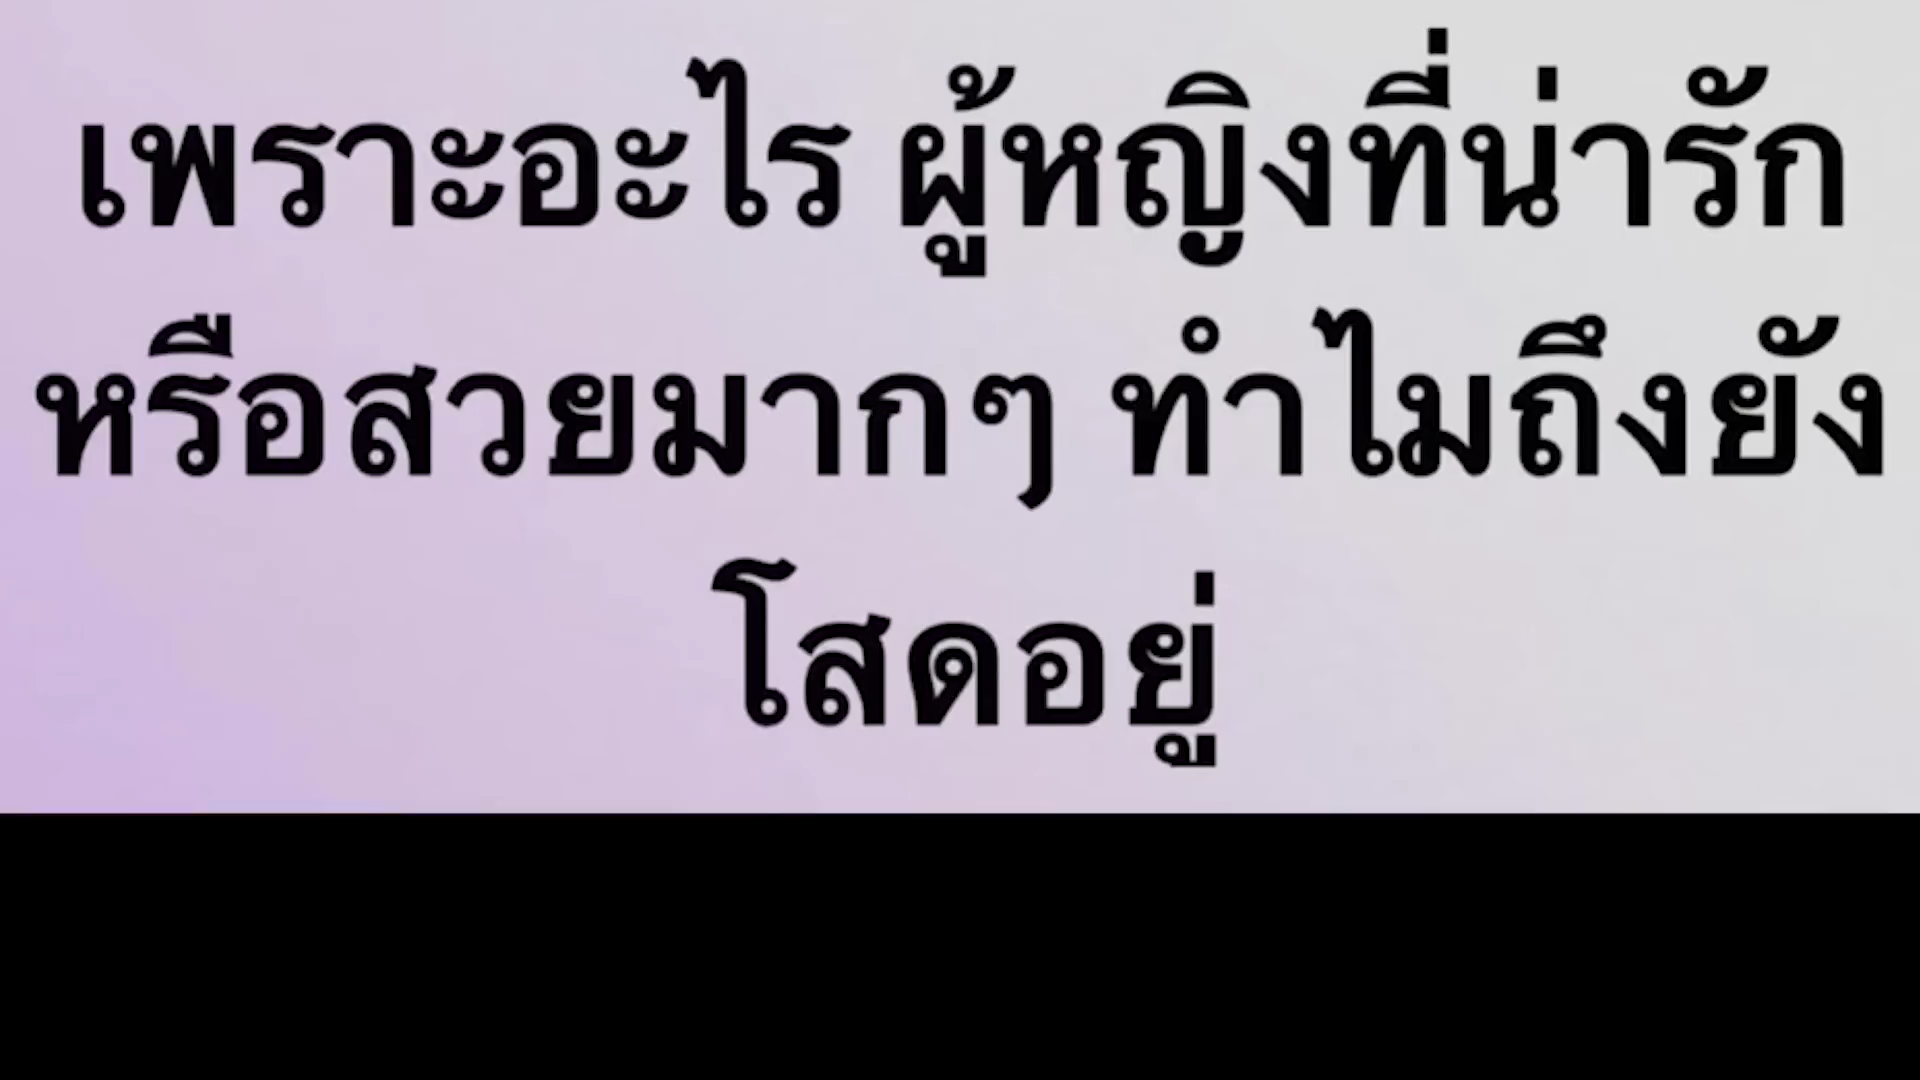 เพราะอะไร ผู้หญิงที่น่ารัก
หรือสวยมากๆ ทำไมถึงยัง
โสดอยู่